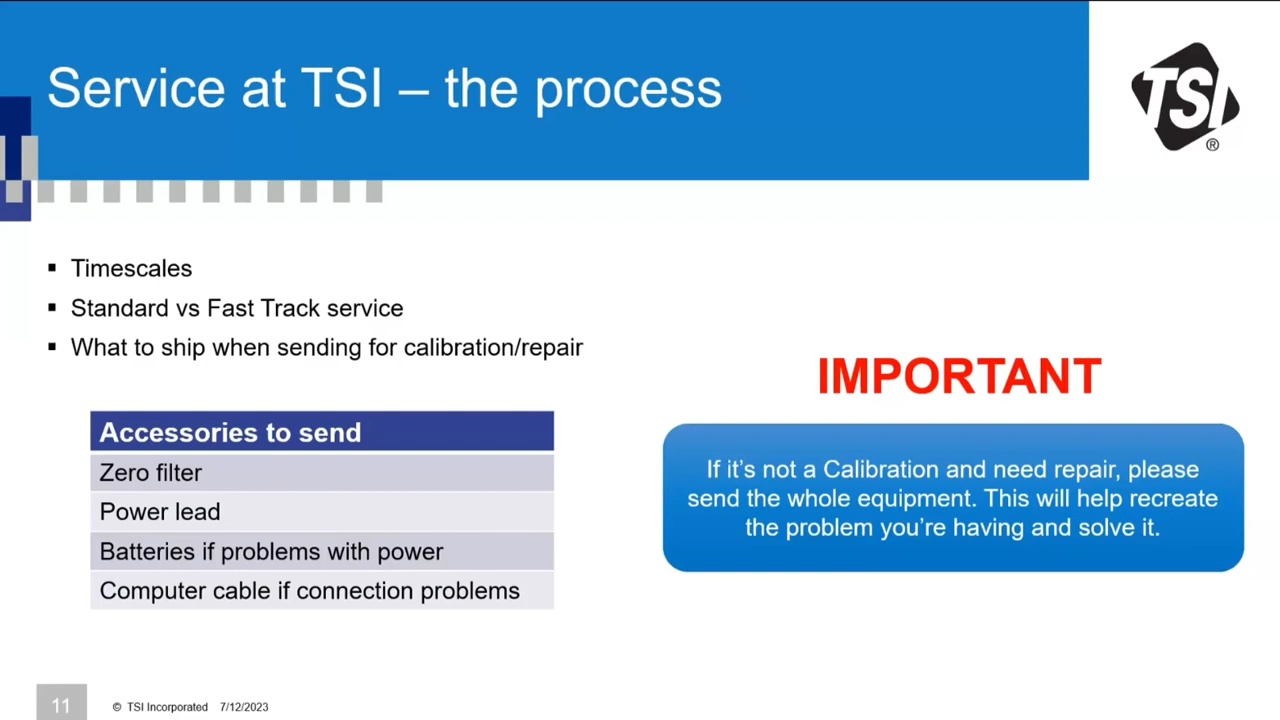 Service at TSI – the process
TSI
®
▪ Timescales
▪ Standard vs Fast Track service
▪ What to ship when sending for calibration/repair
IMPORTANT
Accessories to send
Zero filter
Power lead
Batteries if problems with power
Computer cable if connection problems
If it’s not a Calibration and need repair, please
send the whole equipment. This will help recreate
the problem you’re having and solve it.
11
© TSI Incorporated 7/12/2023